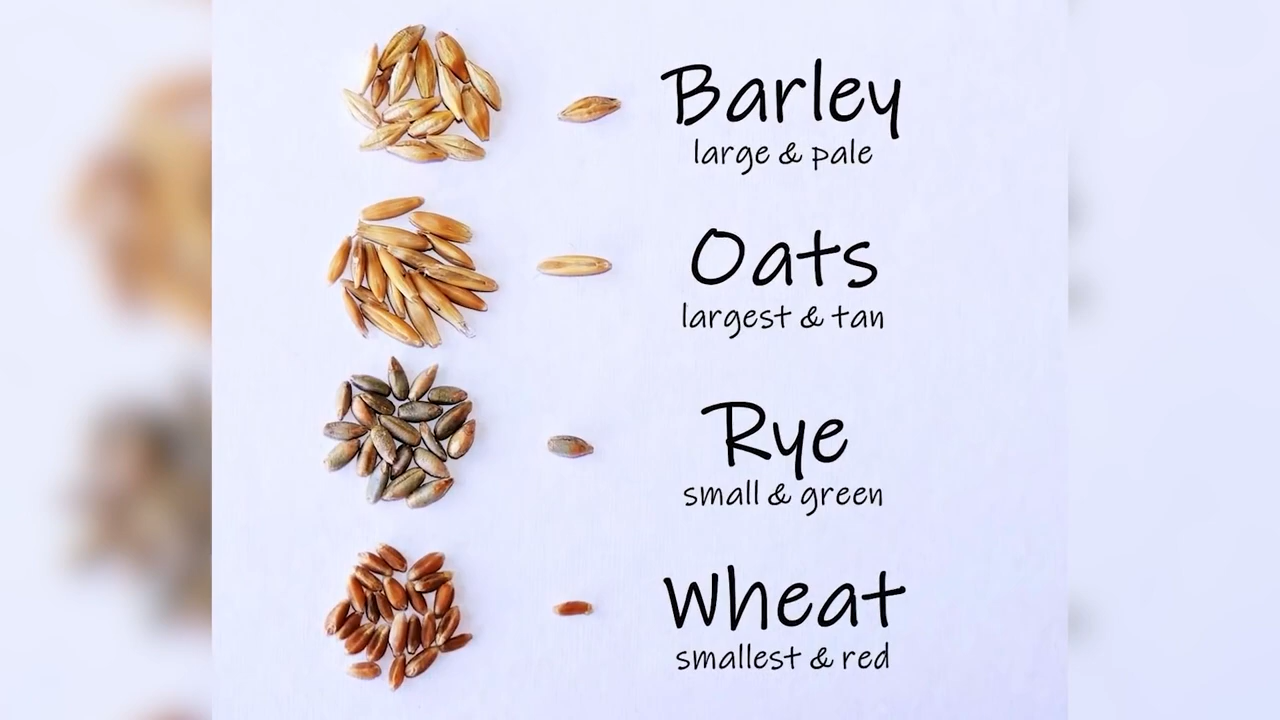 Barley
large & pale
Oats
largest & tan
Rye
small & green
Wheat
smallest & red